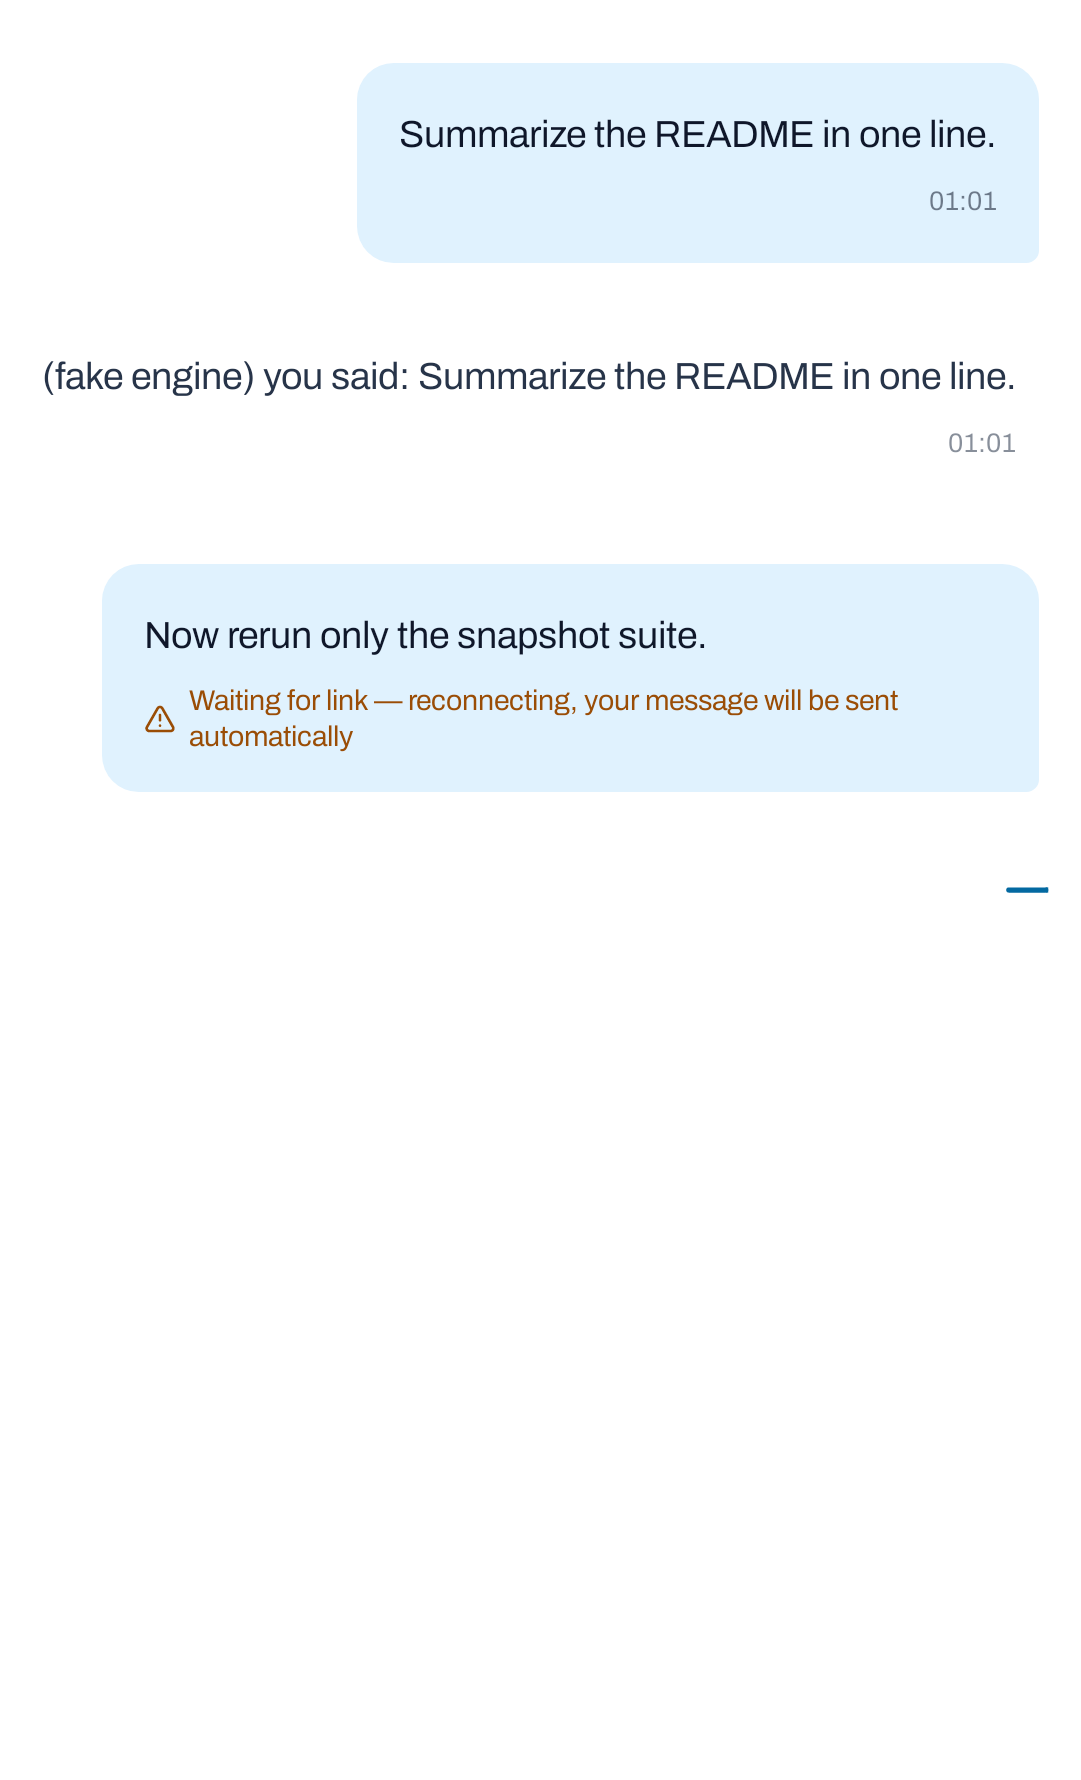 Summarize the README in one line.
01:01
(fake engine) you said: Summarize the README in one line.
01:01
Now rerun only the snapshot suite.
Waiting for link — reconnecting, your message will be sent
automatically